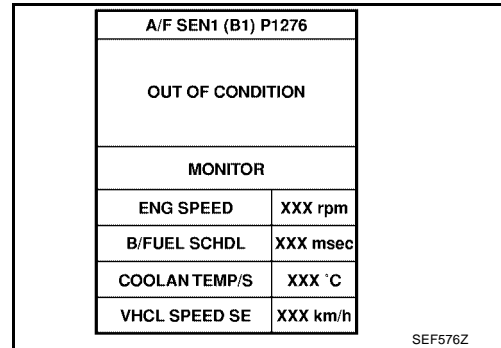 A/F SEN1 (B1) P1276
OUT OF CONDITION
MONITOR
ENG SPEED XXX rpm
B/FUEL SCHDL XXX msec
COOLAN TEMP/S XXX °C
VHCL SPEED SE XXX km/h
SEF576Z